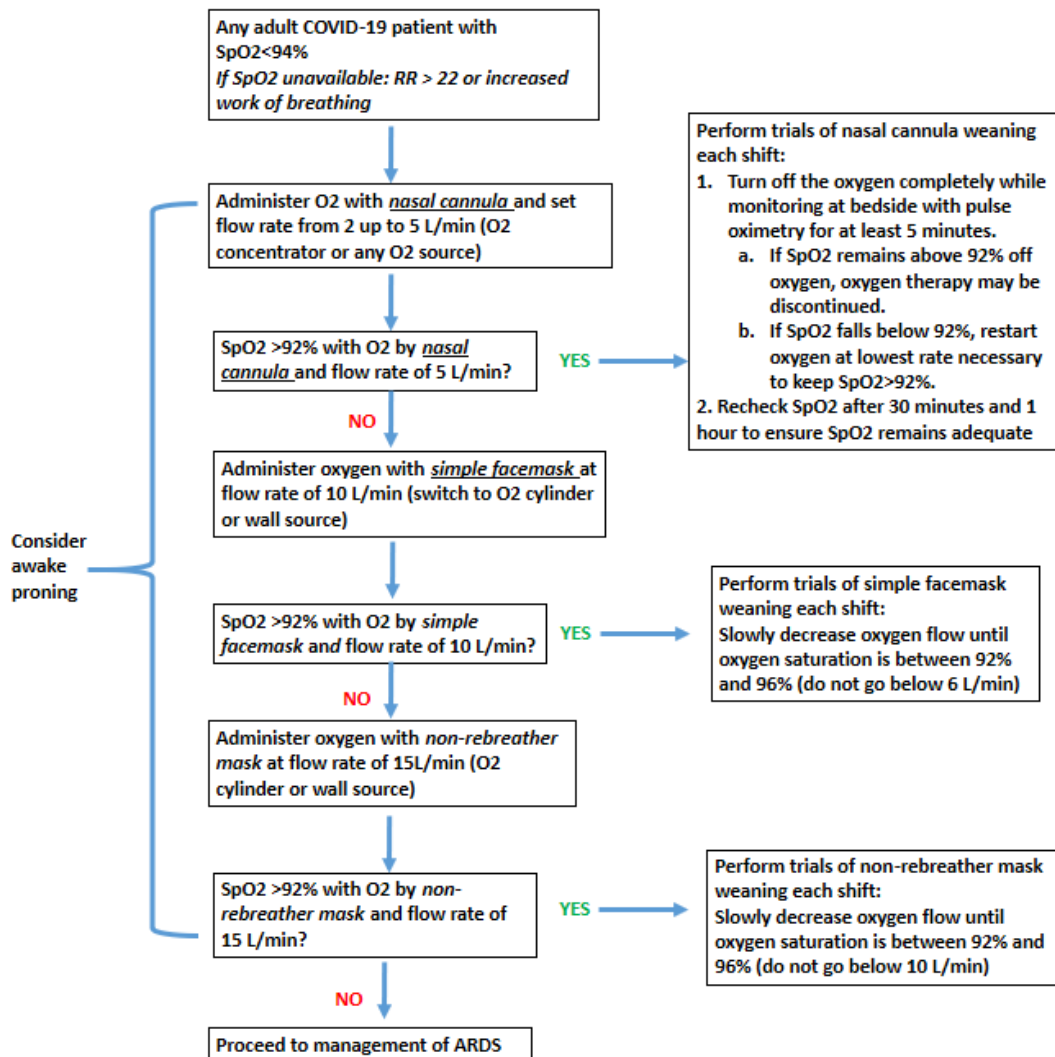 Any adult COVID-19 patient with
SpO2<94%
If SpO2 unavailable: RR > 22 or increased
work of breathing
Administer O2 with nasal cannula and set
flow rate from 2 up to 5 L/min (O2
concentrator or any O2 source)
SpO2 >92% with O2 by nasal
cannula and flow rate of 5 L/min?
YES
Perform trials of nasal cannula weaning
each shift:
1. Turn off the oxygen completely while
monitoring at bedside with pulse
oximetry for at least 5 minutes.
a. If SpO2 remains above 92% off
oxygen, oxygen therapy may be
discontinued.
b. If SpO2 falls below 92%, restart
oxygen at lowest rate necessary
to keep SpO2>92%.
2. Recheck SpO2 after 30 minutes and 1
hour to ensure SpO2 remains adequate
NO
Administer oxygen with simple facemask at
flow rate of 10 L/min (switch to O2 cylinder
or wall source)
Consider
awake
proning
SpO2 >92% with O2 by simple
facemask and flow rate of 10 L/min?
YES
Perform trials of simple facemask
weaning each shift:
Slowly decrease oxygen flow until
oxygen saturation is between 92%
and 96% (do not go below 6 L/min)
NO
Administer oxygen with non-rebreather
mask at flow rate of 15L/min (O2
cylinder or wall source)
SpO2 >92% with O2 by non-
rebreather mask and flow rate of
15 L/min?
YES
Perform trials of non-rebreather mask
weaning each shift:
Slowly decrease oxygen flow until
oxygen saturation is between 92% and
96% (do not go below 10 L/min)
NO
Proceed to management of ARDS